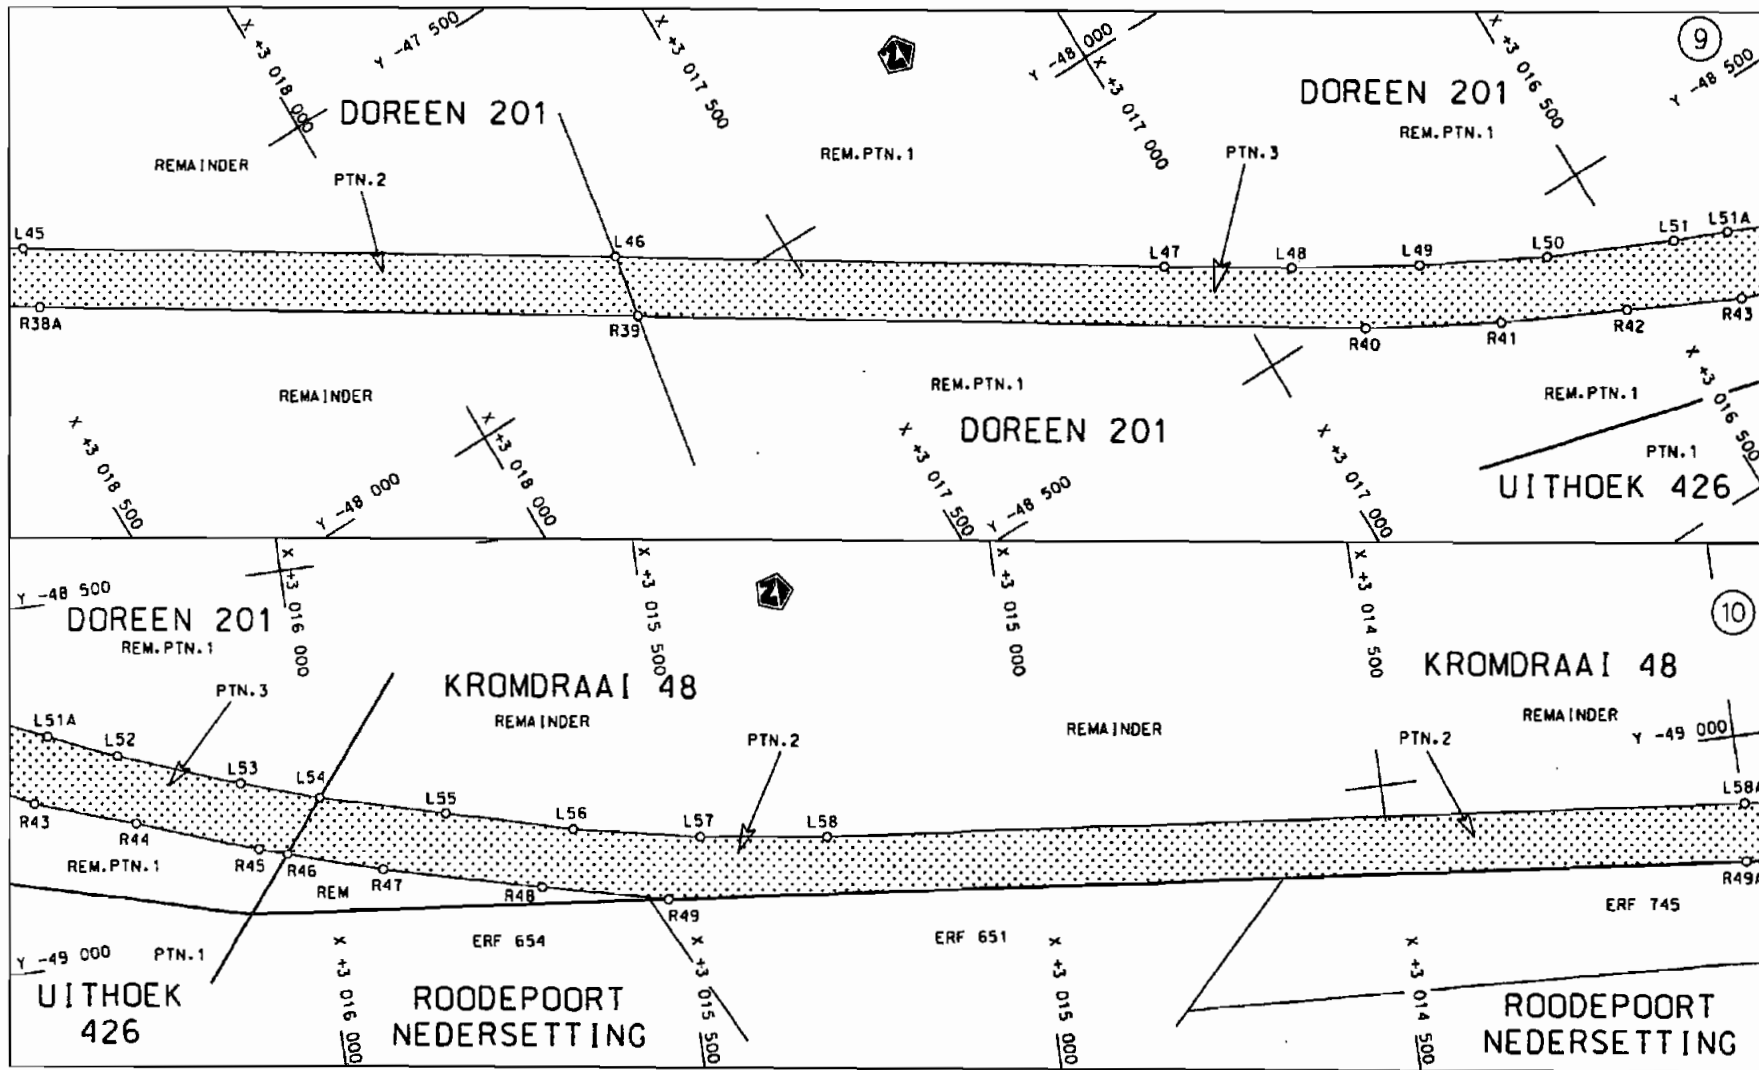 X +3 018 000
Y -47 500
X +3 017 500
Y -48 000
X +3 017 000
X +3 016 500
9
Y -48 500
DOREEN 201
DOREEN 201
REM.PTN.1
REMAINDER
PTN.2
REM.PTN.1
PTN.3
L45
L46
L47
L48
L49
L50
L51
L51A
R38A
R39
R40
R41
R42
R43
REMAINDER
REM.PTN.1
DOREEN 201
REM.PTN.1
X +3 016 500
PTN.1
UITHOEK 426
X +3 018 500
Y -48 000
X +3 018 000
X +3 017 500
Y -48 500
X +3 017 000
Y -48 500
X +3 016 000
X +3 015 500
X +3 015 000
X +3 014 500
10
DOREEN 201
REM.PTN.1
PTN.3
KROMDRAAI 48
REMAINDER
PTN.2
REMAINDER
KROMDRAAI 48
REMAINDER
PTN.2
Y -49 000
L51A
L52
L53
L54
L55
L56
L57
L58
L58A
R43
R44
R45
R46
R47
R48
R49
R49A
REM.PTN.1
REM
Y -49 000
PTN.1
ERF 654
ERF 651
ERF 745
X +3 016 000
X +3 015 500
X +3 015 000
X +3 014 500
UITHOEK
426
ROODEPOORT
NEDERSETTING
ROODEPOORT
NEDERSETTING